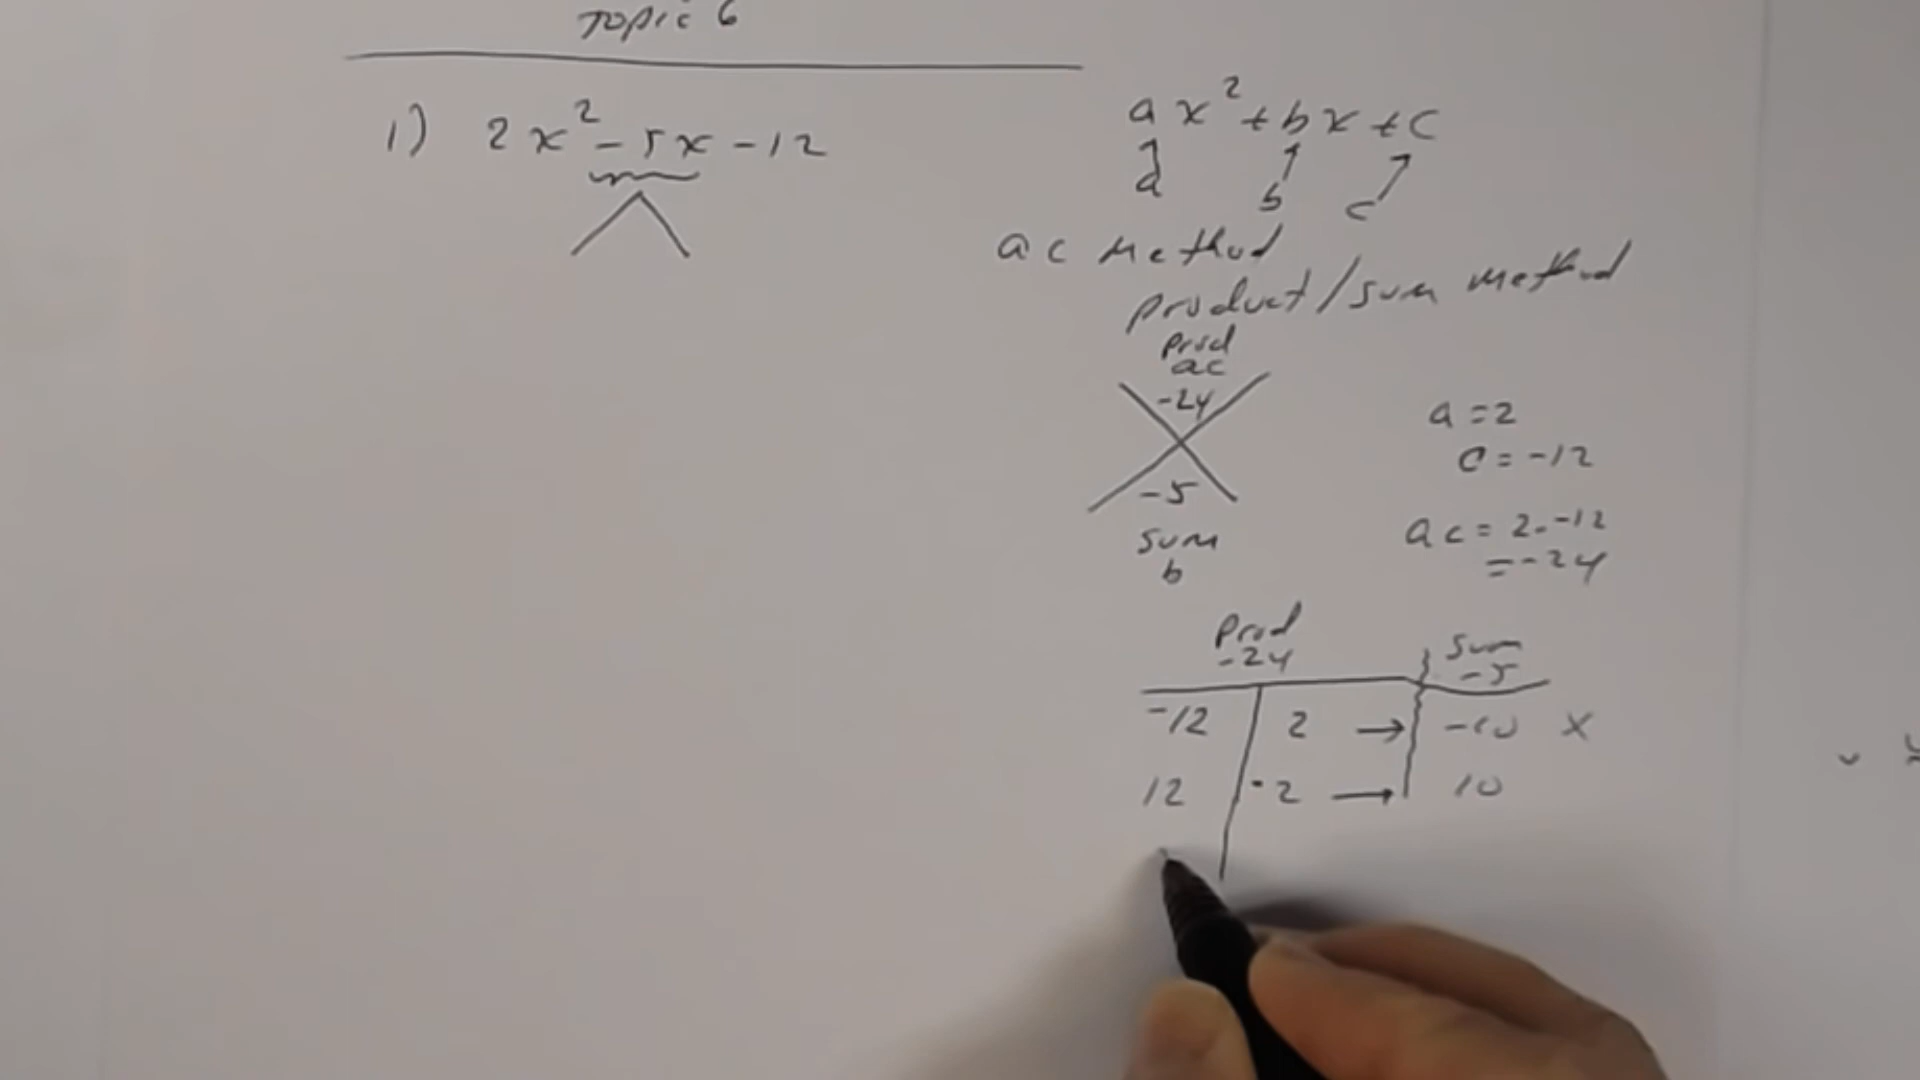 Topic 6
1) 2x² - 5x - 12
ax² + bx + c
a b c
ac Method
product/sum method
prod
ac
-24
-5
sum
b
a = 2
c = -12
ac = 2·-12
= -24
Prod Sum
-24 -5
-12 2 → -10 x
12 -2 → 10